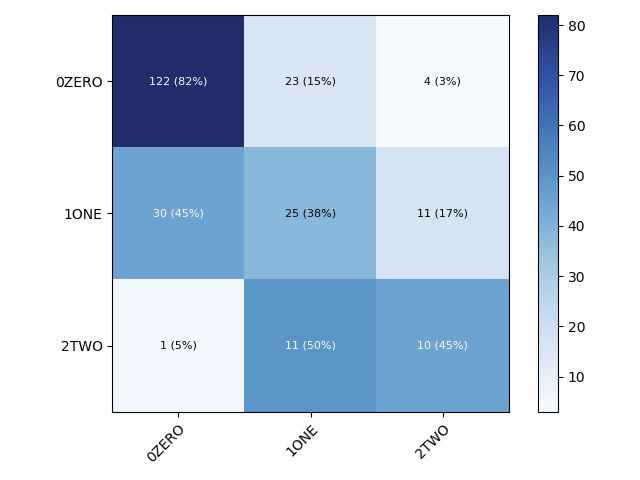 0ZERO 122 (82%) 23 (15%) 4 (3%)
1ONE 30 (45%) 25 (38%) 11 (17%)
2TWO 1 (5%) 11 (50%) 10 (45%)
0ZERO 1ONE 2TWO
80
70
60
50
40
30
20
10